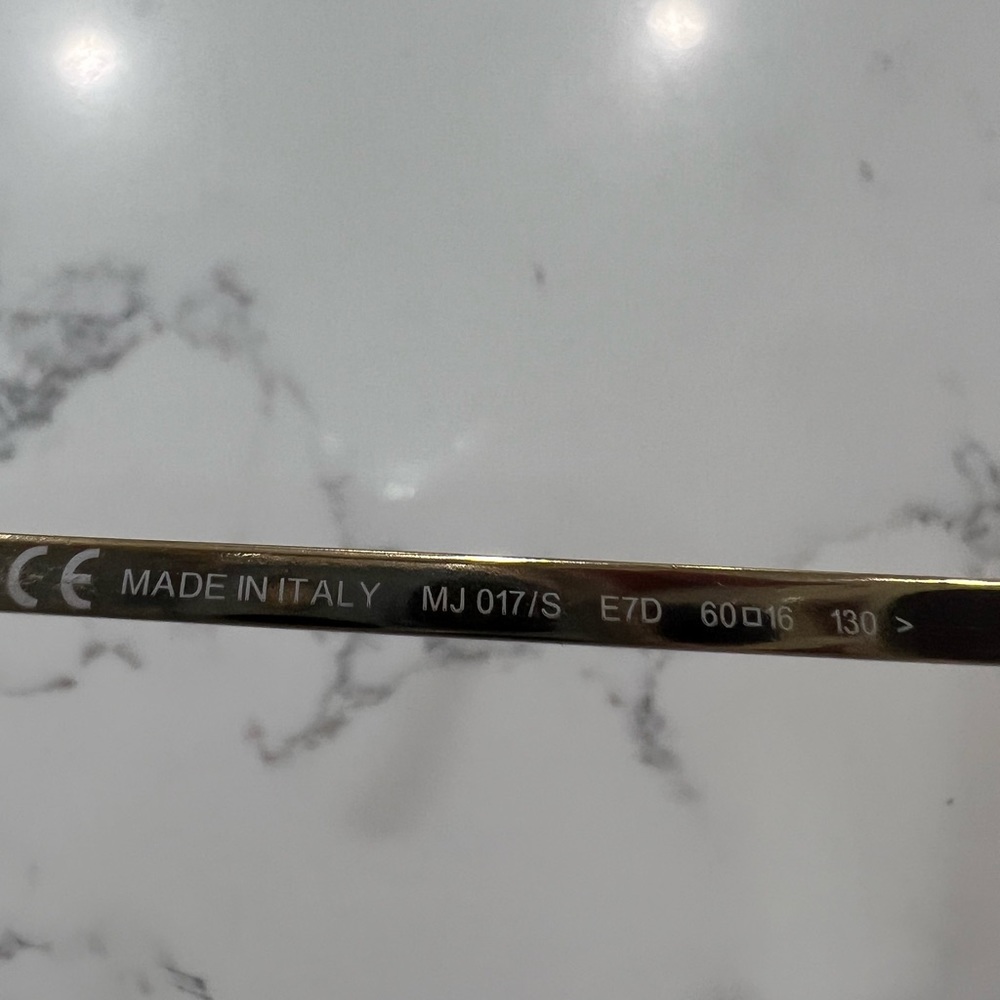 CE MADE IN ITALY MJ 017/S E7D 60□16 130 >